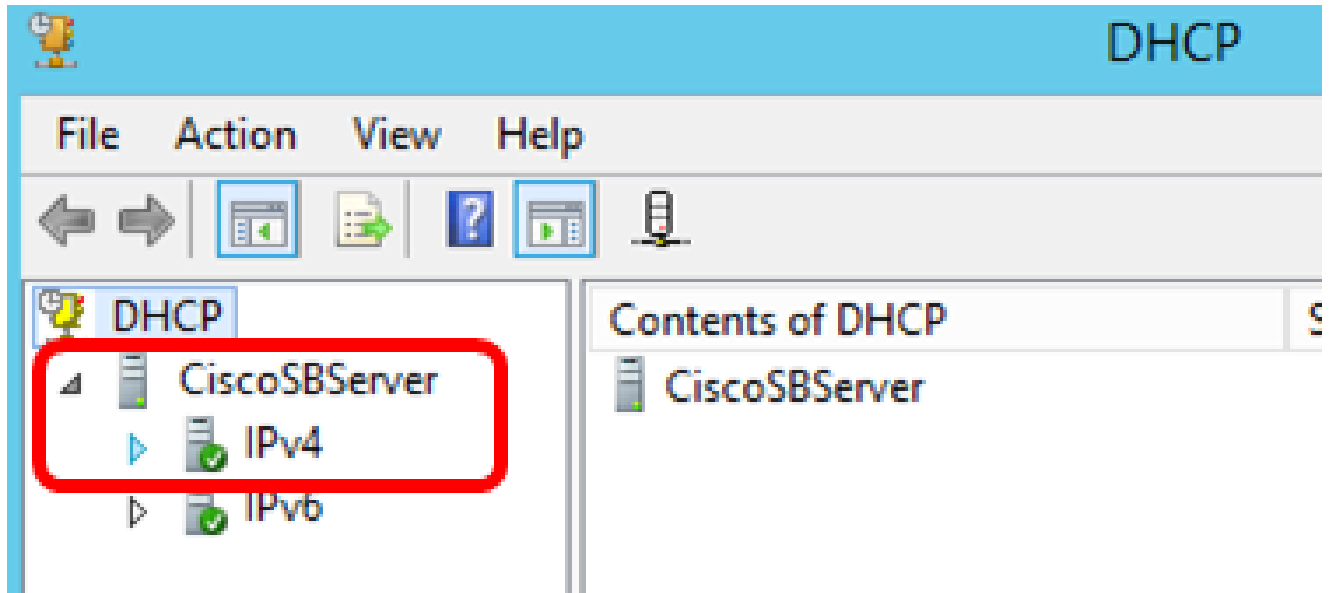 DHCP
File Action View Help
DHCP
CiscoSBServer
IPv4
IPv6
Contents of DHCP
CiscoSBServer